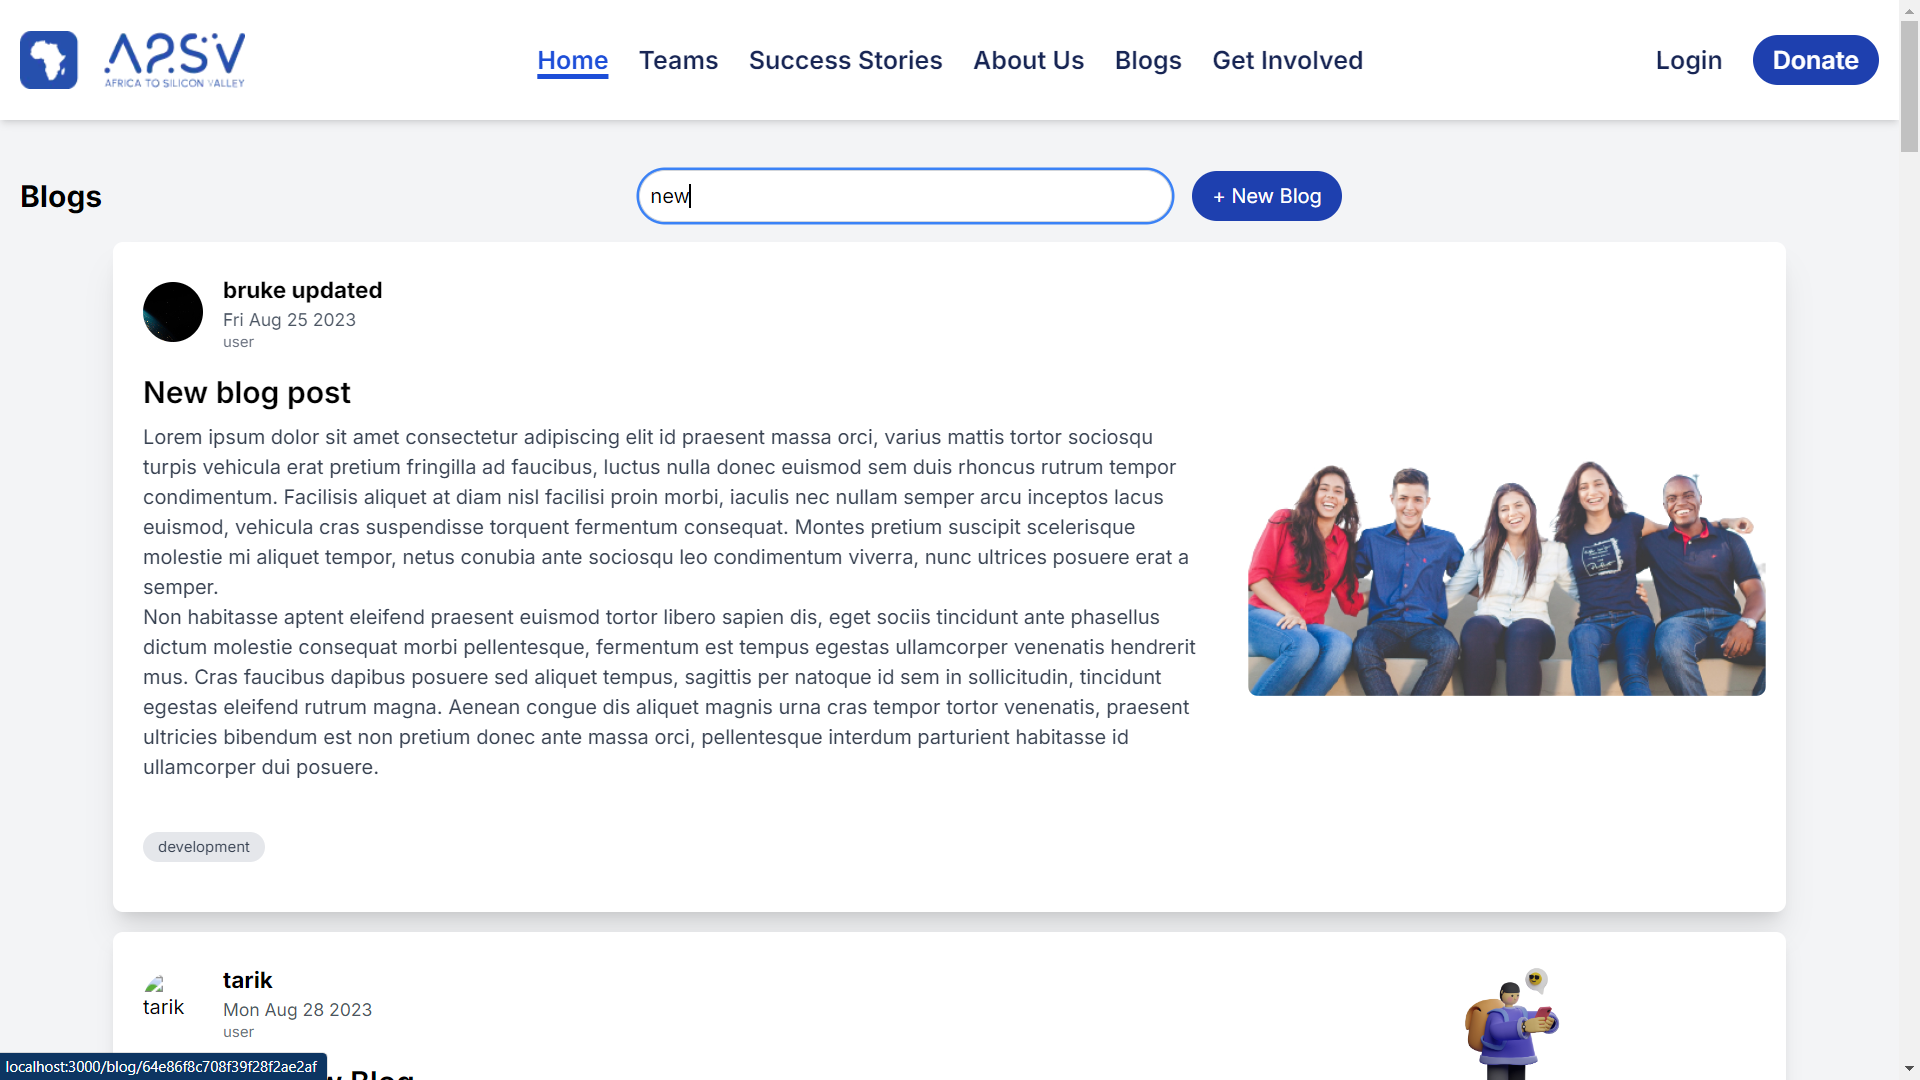 A2SV
AFRICA TO SILICON VALLEY
Home
Teams
Success Stories
About Us
Blogs
Get Involved
Login
Donate
Blogs
new
+ New Blog
bruke updated
Fri Aug 25 2023
user
New blog post
Lorem ipsum dolor sit amet consectetur adipiscing elit id praesent massa orci, varius mattis tortor sociosqu
turpis vehicula erat pretium fringilla ad faucibus, luctus nulla donec euismod sem duis rhoncus rutrum tempor
condimentum. Facilisis aliquet at diam nisl facilisi proin morbi, iaculis nec nullam semper arcu inceptos lacus
euismod, vehicula cras suspendisse torquent fermentum consequat. Montes pretium suscipit scelerisque
molestie mi aliquet tempor, netus conubia ante sociosqu leo condimentum viverra, nunc ultrices posuere erat a
semper.
Non habitasse aptent eleifend praesent euismod tortor libero sapien dis, eget sociis tincidunt ante phasellus
dictum molestie consequat morbi pellentesque, fermentum est tempus egestas ullamcorper venenatis hendrerit
mus. Cras faucibus dapibus posuere sed aliquet tempus, sagittis per natoque id sem in sollicitudin, tincidunt
egestas eleifend rutrum magna. Aenean congue dis aliquet magnis urna cras tempor tortor venenatis, praesent
ultricies bibendum est non pretium donec ante massa orci, pellentesque interdum parturient habitasse id
ullamcorper dui posuere.
development
tarik
tarik
Mon Aug 28 2023
user
Blog
localhost:3000/blog/64e86f8c708f39f28f2ae2af